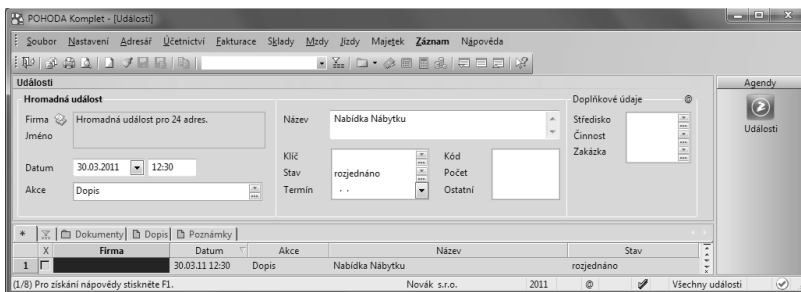 POHODA Komplet - [Události]
Soubor Nastavení Adresář Účetnictví Fakturace Sklady Mzdy Jízdy Majetek Záznam Nápověda
Události
Agendy
Hromadná událost
Doplňkové údaje @
Firma Hromadná událost pro 24 adres.
Název Nabídka Nábytku
Středisko
Události
Jméno
Činnost
Klíč Kód
Zakázka
Datum 30.03.2011 12:30
Stav rozjednáno Počet
Akce Dopis
Termín . . Ostatní
* Dokumenty Dopis Poznámky
X Firma Datum Akce Název Stav
1 30.03.11 12:30 Dopis Nabídka Nábytku rozjednáno
(1/8) Pro získání nápovědy stiskněte F1. Novák s.r.o. 2011 @ Všechny události